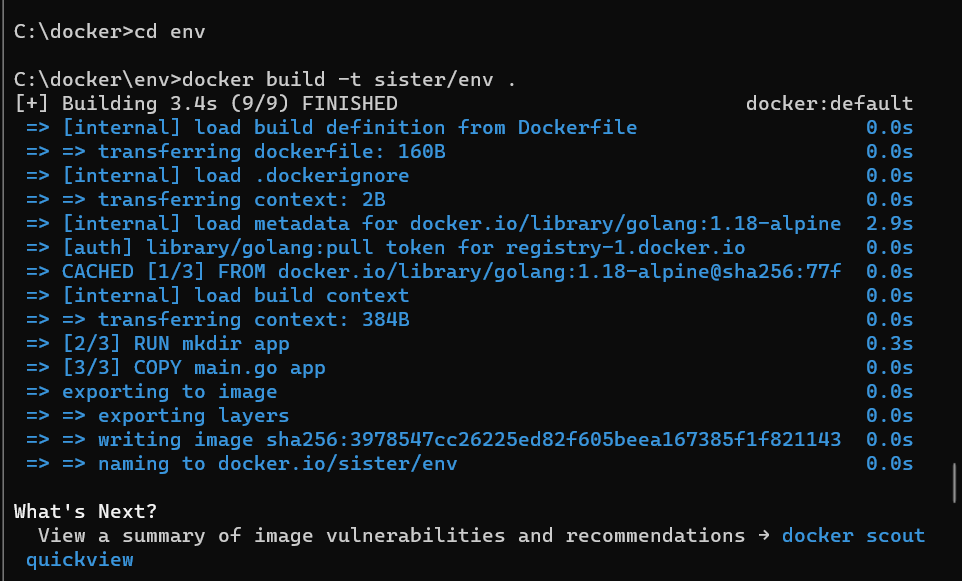 C:\docker>cd env
C:\docker\env>docker build -t sister/env .
[+] Building 3.4s (9/9) FINISHED docker:default
=> [internal] load build definition from Dockerfile 0.0s
=> => transferring dockerfile: 160B 0.0s
=> [internal] load .dockerignore 0.0s
=> => transferring context: 2B 0.0s
=> [internal] load metadata for docker.io/library/golang:1.18-alpine 2.9s
=> [auth] library/golang:pull token for registry-1.docker.io 0.0s
=> CACHED [1/3] FROM docker.io/library/golang:1.18-alpine@sha256:77f 0.0s
=> [internal] load build context 0.0s
=> => transferring context: 384B 0.0s
=> [2/3] RUN mkdir app 0.3s
=> [3/3] COPY main.go app 0.0s
=> exporting to image 0.0s
=> => exporting layers 0.0s
=> => writing image sha256:3978547cc26225ed82f605beea167385f1f821143 0.0s
=> => naming to docker.io/sister/env 0.0s
What's Next?
View a summary of image vulnerabilities and recommendations → docker scout
quickview